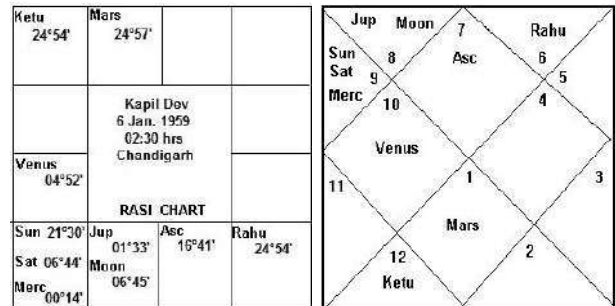 Ketu
24°54'
Mars
24°57'
Kapil Dev
6 Jan. 1959
02:30 hrs
Chandigarh
RASI CHART
Venus
04°52'
Sun 21°30'
Sat 06°44'
Merc
00°14'
Jup
01°33'
Moon
06°45'
Asc
16°41'
Rahu
24°54'
Jup Moon
8
7
Asc
Rahu
6
5
Sun
Sat
Merc
9
10
4
Venus
11
1
3
Mars
12
Ketu
2